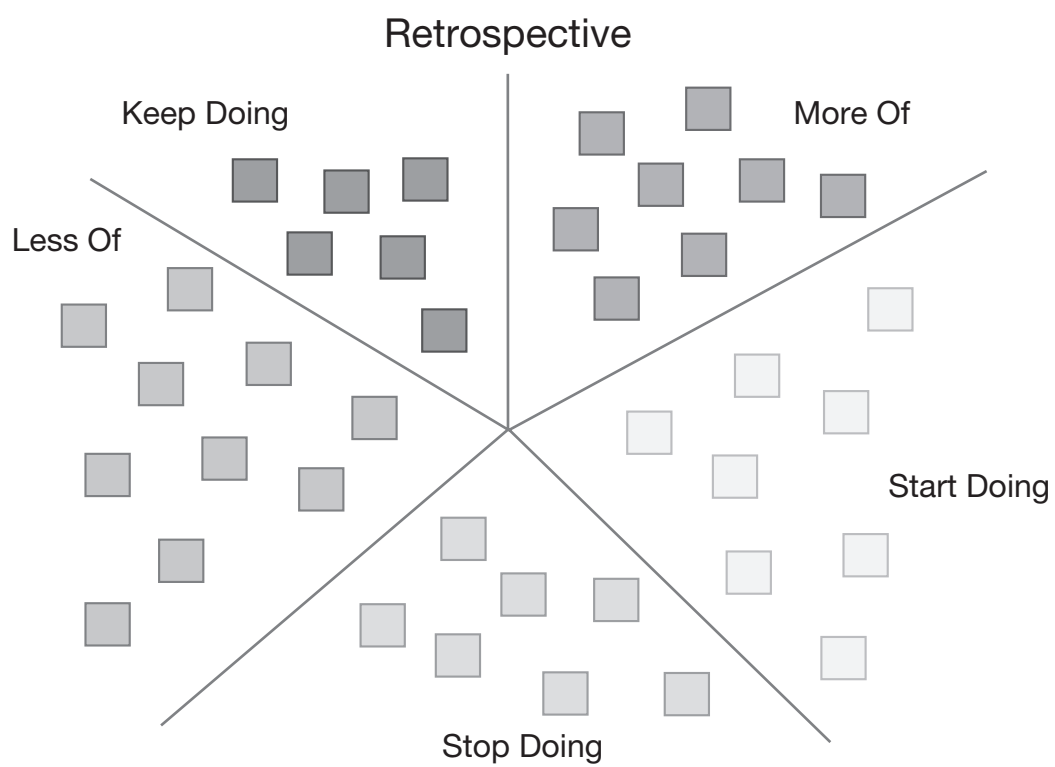 Retrospective
Keep Doing
More Of
Less Of
Start Doing
Stop Doing